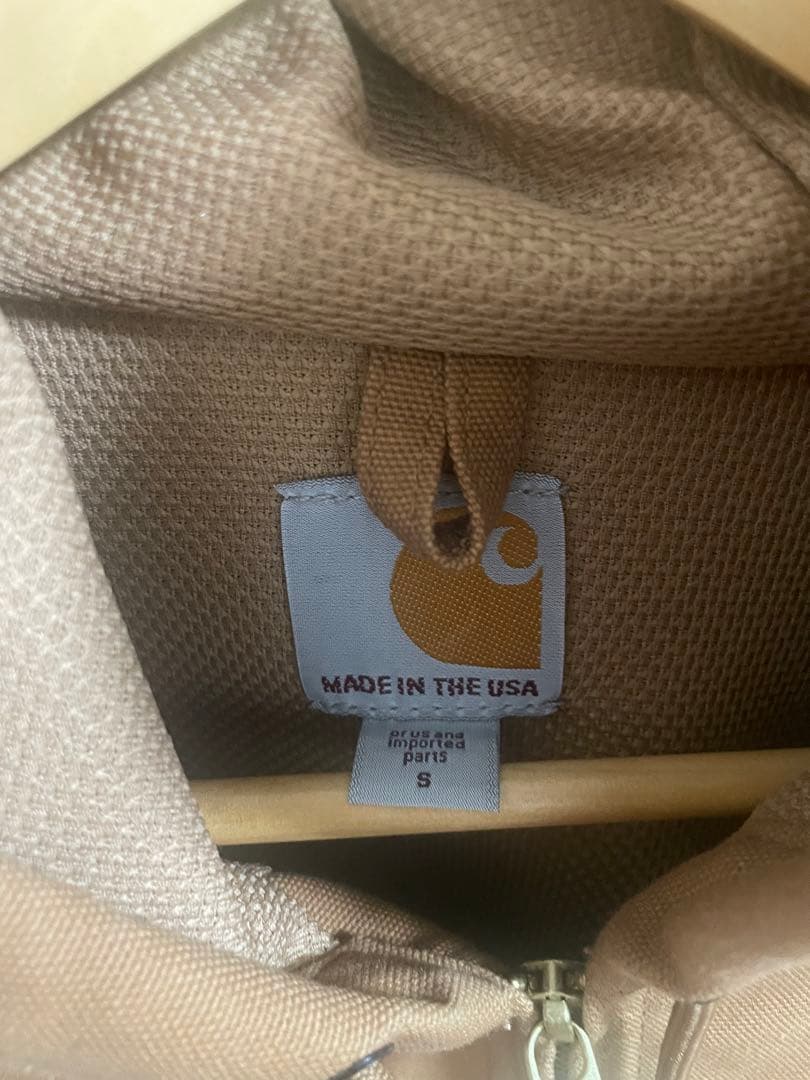 MADE IN THE USA
of us and
imported
parts
S